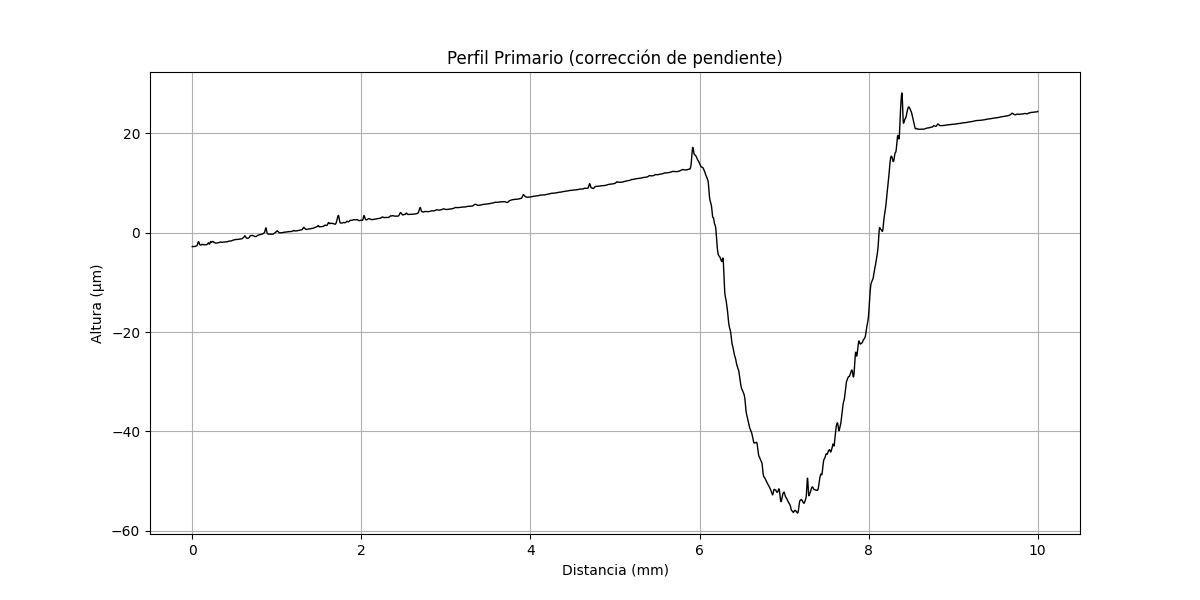 Perfil Primario (corrección de pendiente)
Altura (µm)
20
0
−20
−40
−60
0 2 4 6 8 10
Distancia (mm)